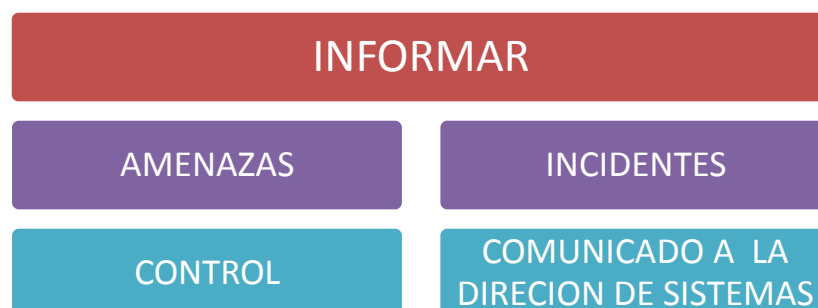 INFORMAR
AMENAZAS
INCIDENTES
CONTROL
COMUNICADO A LA
DIRECION DE SISTEMAS